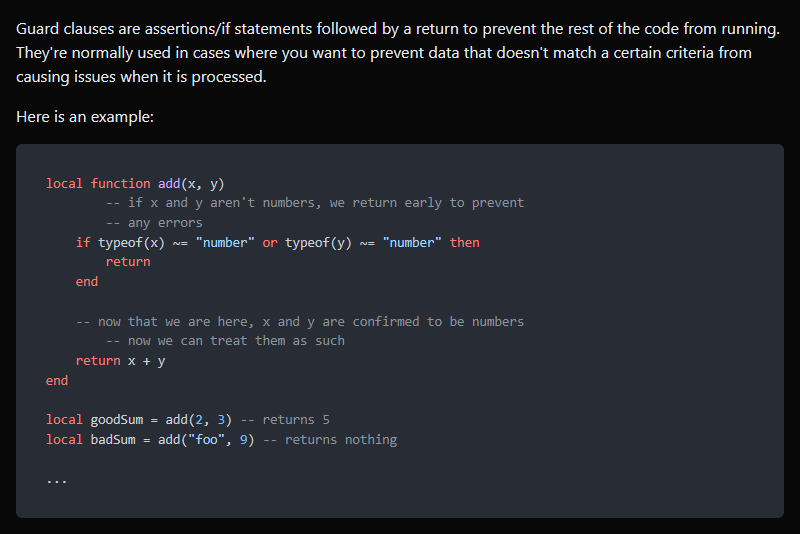 Guard clauses are assertions/if statements followed by a return to prevent the rest of the code from running.
They're normally used in cases where you want to prevent data that doesn't match a certain criteria from
causing issues when it is processed.
Here is an example:
local function add(x, y)
        -- if x and y aren't numbers, we return early to prevent
        -- any errors
    if typeof(x) ~= "number" or typeof(y) ~= "number" then
        return
    end
    -- now that we are here, x and y are confirmed to be numbers
        -- now we can treat them as such
    return x + y
end
local goodSum = add(2, 3) -- returns 5
local badSum = add("foo", 9) -- returns nothing
...